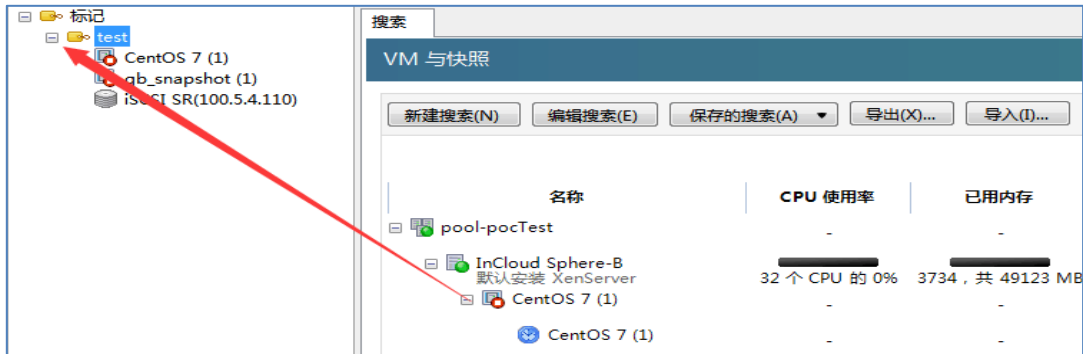 标记
test
CentOS 7 (1)
qb_snapshot (1)
iSCSI SR(100.5.4.110)
搜索
VM 与快照
新建搜索(N) 编辑搜索(E) 保存的搜索(A) 导出(X)... 导入(I)...
名称 CPU 使用率 已用内存
pool-pocTest - -
InCloud Sphere-B
默认安装 XenServer 32 个 CPU 的 0% 3734，共 49123 MB
CentOS 7 (1) - -
CentOS 7 (1) - -